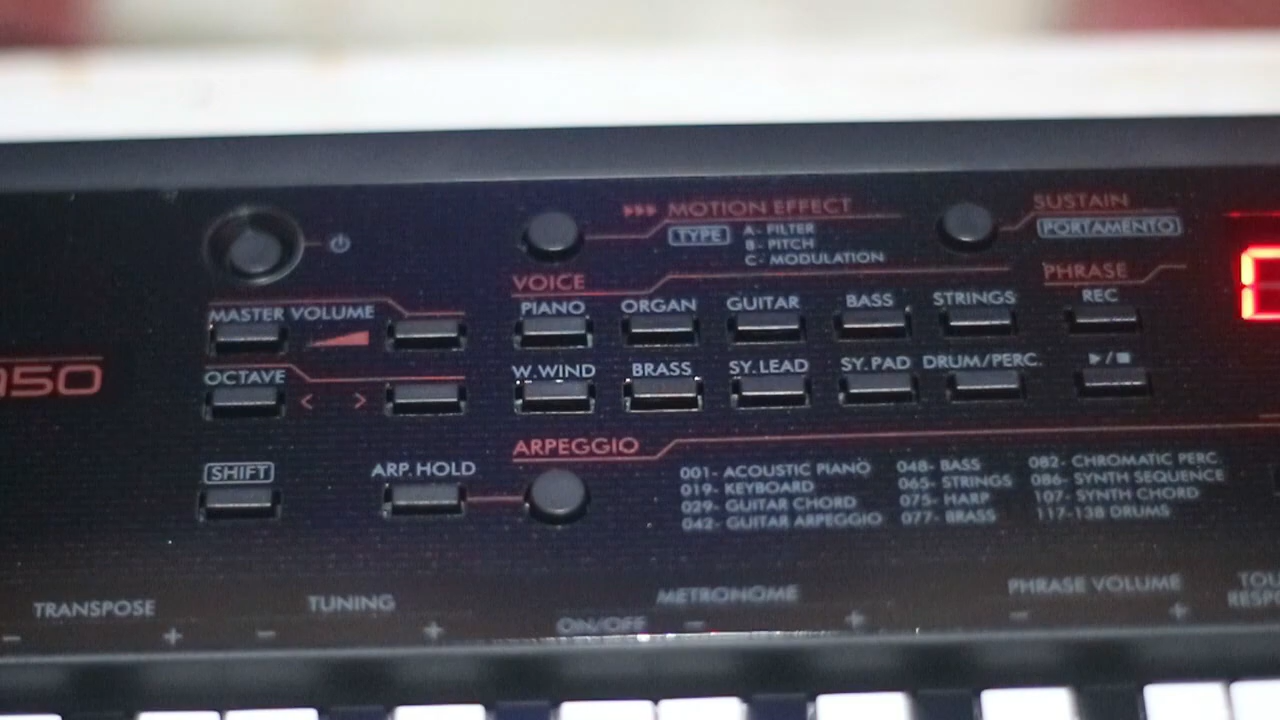 MOTION EFFECT
TYPE
A- FILTER
B- PITCH
C- MODULATION
SUSTAIN
PORTAMENTO
VOICE
PHRASE
MASTER VOLUME
PIANO ORGAN GUITAR BASS STRINGS REC
OCTAVE
W.WIND BRASS SY.LEAD SY.PAD DRUM/PERC.
< >
150
ARPEGGIO
SHIFT
ARP.HOLD
001- ACOUSTIC PIANO
019- KEYBOARD
029- GUITAR CHORD
042- GUITAR ARPEGGIO
048- BASS
065- STRINGS
075- HARP
077- BRASS
082- CHROMATIC PERC.
086- SYNTH SEQUENCE
107- SYNTH CHORD
117-138 DRUMS
TRANSPOSE
- +
TUNING
- +
METRONOME
ON/OFF - +
PHRASE VOLUME
- +